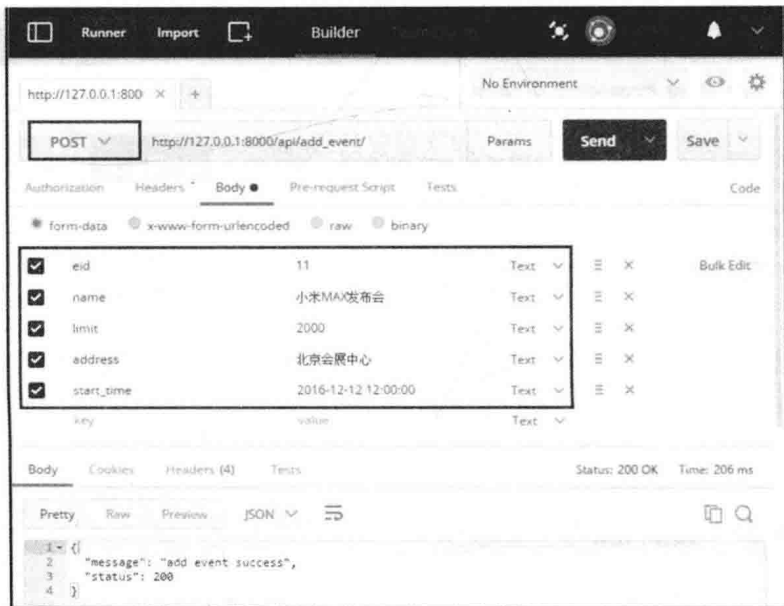 Runner Import Builder
http://127.0.0.1:800 × + No Environment
POST http://127.0.0.1:8000/api/add_event/ Params Send Save
Authorization Headers Body Pre-request Script Tests Code
form-data x-www-form-urlencoded raw binary
eid 11 Text Bulk Edit
name 小米MAX发布会 Text
limit 2000 Text
address 北京会展中心 Text
start_time 2016-12-12 12:00:00 Text
key value Text
Body Cookies Headers (4) Tests Status: 200 OK Time: 206 ms
Pretty Raw Preview JSON
1 {
2 "message": "add event success",
3 "status": 200
4 }